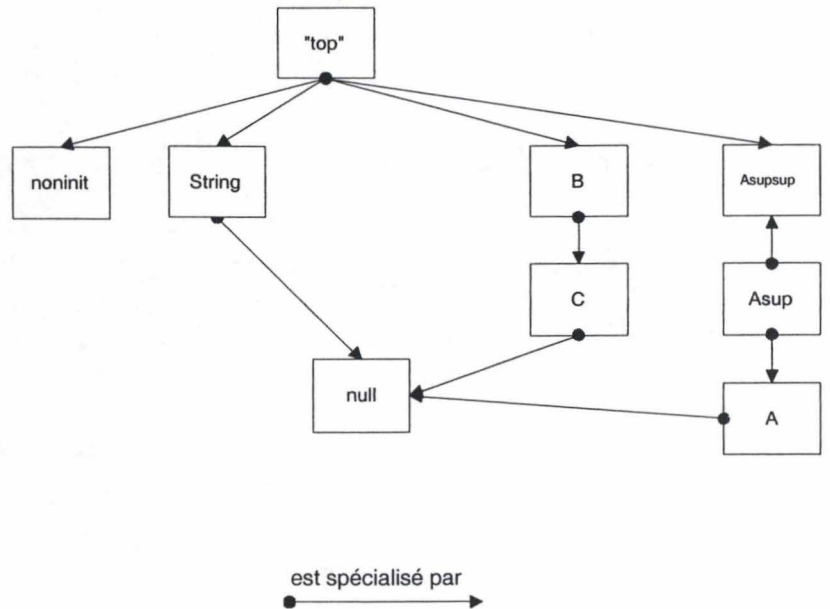 "top"
noninit
String
B
Asupsup
C
Asup
null
A
est spécialisé par